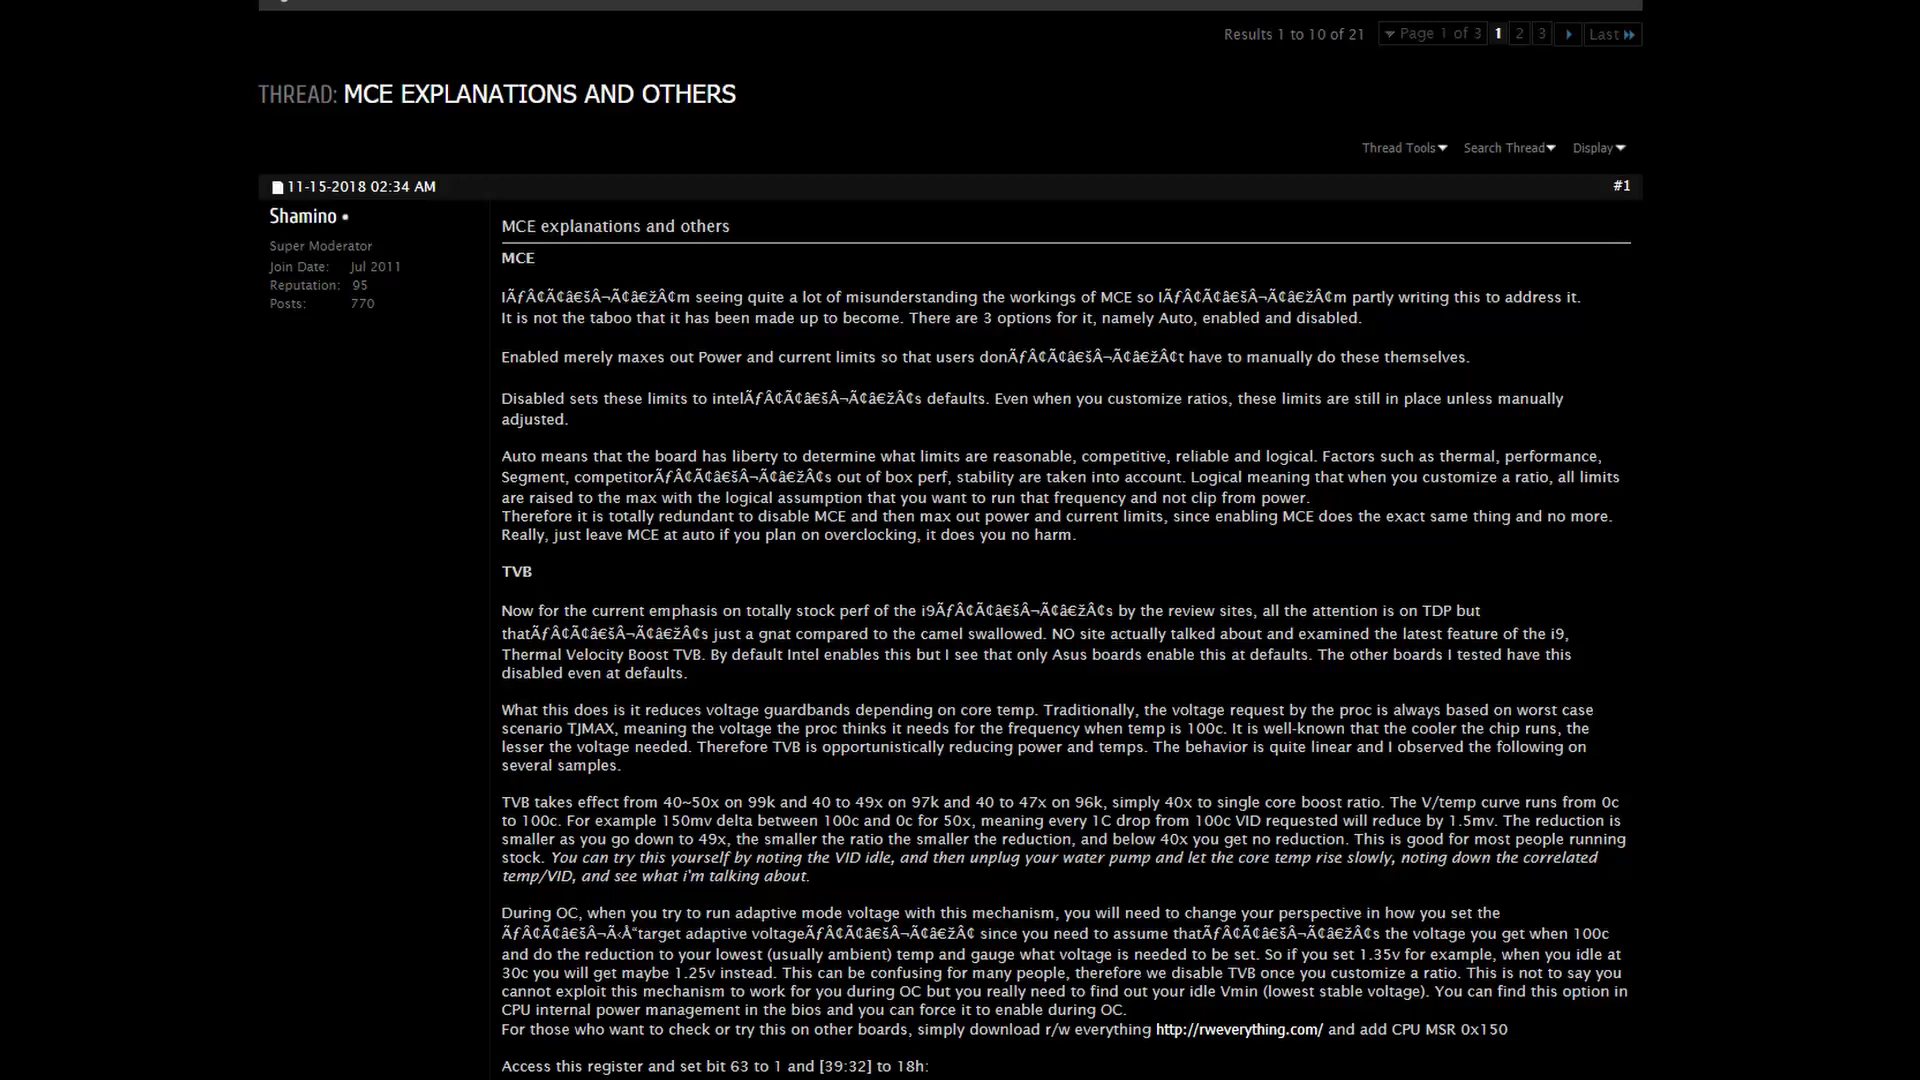 Results 1 to 10 of 21 Page 1 of 3 1 2 3 Last
THREAD: MCE EXPLANATIONS AND OTHERS
Thread Tools Search Thread Display
11-15-2018 02:34 AM #1
Shamino
Super Moderator
Join Date: Jul 2011
Reputation: 95
Posts: 770
MCE explanations and others
MCE
IÃƒÂ¢Ã¢â€šÂ¬Ã¢â€žÂ¢m seeing quite a lot of misunderstanding the workings of MCE so IÃƒÂ¢Ã¢â€šÂ¬Ã¢â€žÂ¢m partly writing this to address it.
It is not the taboo that it has been made up to become. There are 3 options for it, namely Auto, enabled and disabled.
Enabled merely maxes out Power and current limits so that users donÃƒÂ¢Ã¢â€šÂ¬Ã¢â€žÂ¢t have to manually do these themselves.
Disabled sets these limits to intelÃƒÂ¢Ã¢â€šÂ¬Ã¢â€žÂ¢s defaults. Even when you customize ratios, these limits are still in place unless manually
adjusted.
Auto means that the board has liberty to determine what limits are reasonable, competitive, reliable and logical. Factors such as thermal, performance,
Segment, competitorÃƒÂ¢Ã¢â€šÂ¬Ã¢â€žÂ¢s out of box perf, stability are taken into account. Logical meaning that when you customize a ratio, all limits
are raised to the max with the logical assumption that you want to run that frequency and not clip from power.
Therefore it is totally redundant to disable MCE and then max out power and current limits, since enabling MCE does the exact same thing and no more.
Really, just leave MCE at auto if you plan on overclocking, it does you no harm.
TVB
Now for the current emphasis on totally stock perf of the i9ÃƒÂ¢Ã¢â€šÂ¬Ã¢â€žÂ¢s by the review sites, all the attention is on TDP but
thatÃƒÂ¢Ã¢â€šÂ¬Ã¢â€žÂ¢s just a gnat compared to the camel swallowed. NO site actually talked about and examined the latest feature of the i9,
Thermal Velocity Boost TVB. By default Intel enables this but I see that only Asus boards enable this at defaults. The other boards I tested have this
disabled even at defaults.
What this does is it reduces voltage guardbands depending on core temp. Traditionally, the voltage request by the proc is always based on worst case
scenario TJMAX, meaning the voltage the proc thinks it needs for the frequency when temp is 100c. It is well-known that the cooler the chip runs, the
lesser the voltage needed. Therefore TVB is opportunistically reducing power and temps. The behavior is quite linear and I observed the following on
several samples.
TVB takes effect from 40~50x on 99k and 40 to 49x on 97k and 40 to 47x on 96k, simply 40x to single core boost ratio. The V/temp curve runs from 0c
to 100c. For example 150mv delta between 100c and 0c for 50x, meaning every 1C drop from 100c VID requested will reduce by 1.5mv. The reduction is
smaller as you go down to 49x, the smaller the ratio the smaller the reduction, and below 40x you get no reduction. This is good for most people running
stock. You can try this yourself by noting the VID idle, and then unplug your water pump and let the core temp rise slowly, noting down the correlated
temp/VID, and see what i'm talking about.
During OC, when you try to run adaptive mode voltage with this mechanism, you will need to change your perspective in how you set the
ÃƒÂ¢Ã¢â€šÂ¬Ã‹Å“target adaptive voltageÃƒÂ¢Ã¢â€šÂ¬Ã¢â€žÂ¢ since you need to assume thatÃƒÂ¢Ã¢â€šÂ¬Ã¢â€žÂ¢s the voltage you get when 100c
and do the reduction to your lowest (usually ambient) temp and gauge what voltage is needed to be set. So if you set 1.35v for example, when you idle at
30c you will get maybe 1.25v instead. This can be confusing for many people, therefore we disable TVB once you customize a ratio. This is not to say you
cannot exploit this mechanism to work for you during OC but you really need to find out your idle Vmin (lowest stable voltage). You can find this option in
CPU internal power management in the bios and you can force it to enable during OC.
For those who want to check or try this on other boards, simply download r/w everything http://rweverything.com/ and add CPU MSR 0x150
Access this register and set bit 63 to 1 and [39:32] to 18h: